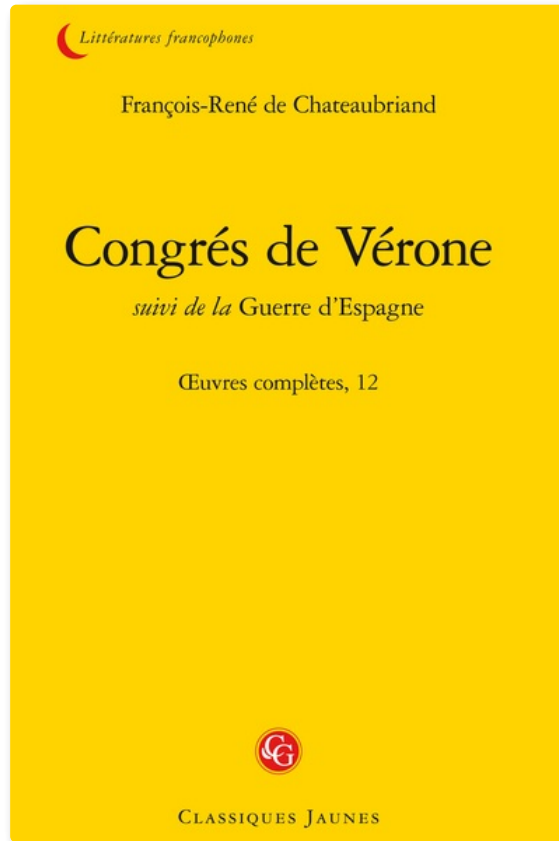 Littératures francophones
François-René de Chateaubriand
Congrés de Vérone
suivi de la Guerre d'Espagne
Œuvres complètes, 12
CG
CLASSIQUES JAUNES